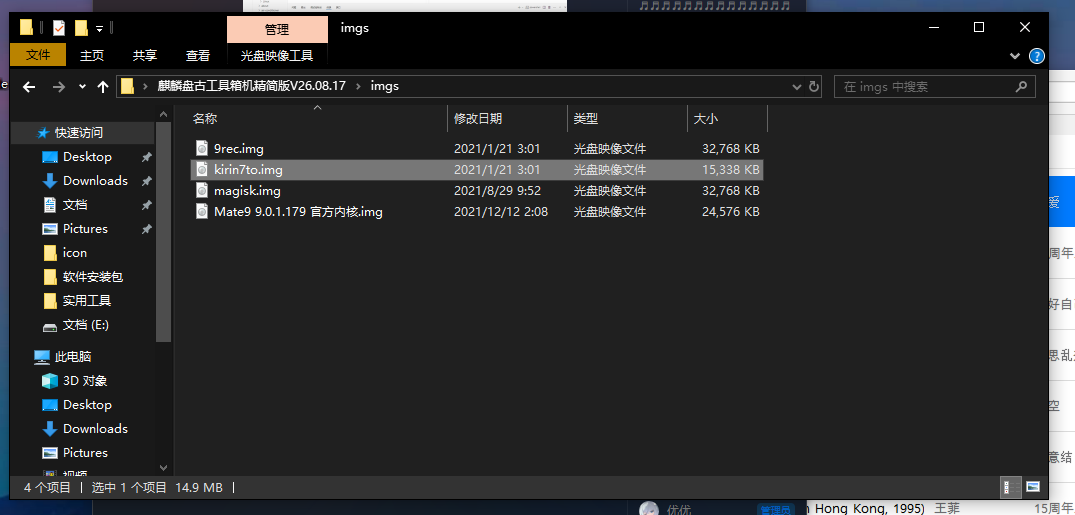 管理
imgs
文件
主页
共享
查看
光盘映像工具
麒麟盘古工具箱机精简版V26.08.17 › imgs
在 imgs 中搜索
名称
修改日期
类型
大小
快速访问
Desktop
Downloads
文档
Pictures
icon
软件安装包
实用工具
文档 (E:)
此电脑
3D 对象
Desktop
Downloads
Pictures
视频
9rec.img 2021/1/21 3:01 光盘映像文件 32,768 KB
kirin7to.img 2021/1/21 3:01 光盘映像文件 15,338 KB
magisk.img 2021/8/29 9:52 光盘映像文件 32,768 KB
Mate9 9.0.1.179 官方内核.img 2021/12/12 2:08 光盘映像文件 24,576 KB
4 个项目
选中 1 个项目 14.9 MB
爱
周年
好自
思乱
空
意结
优优
管理员
n Hong Kong, 1995) 王菲
15周年